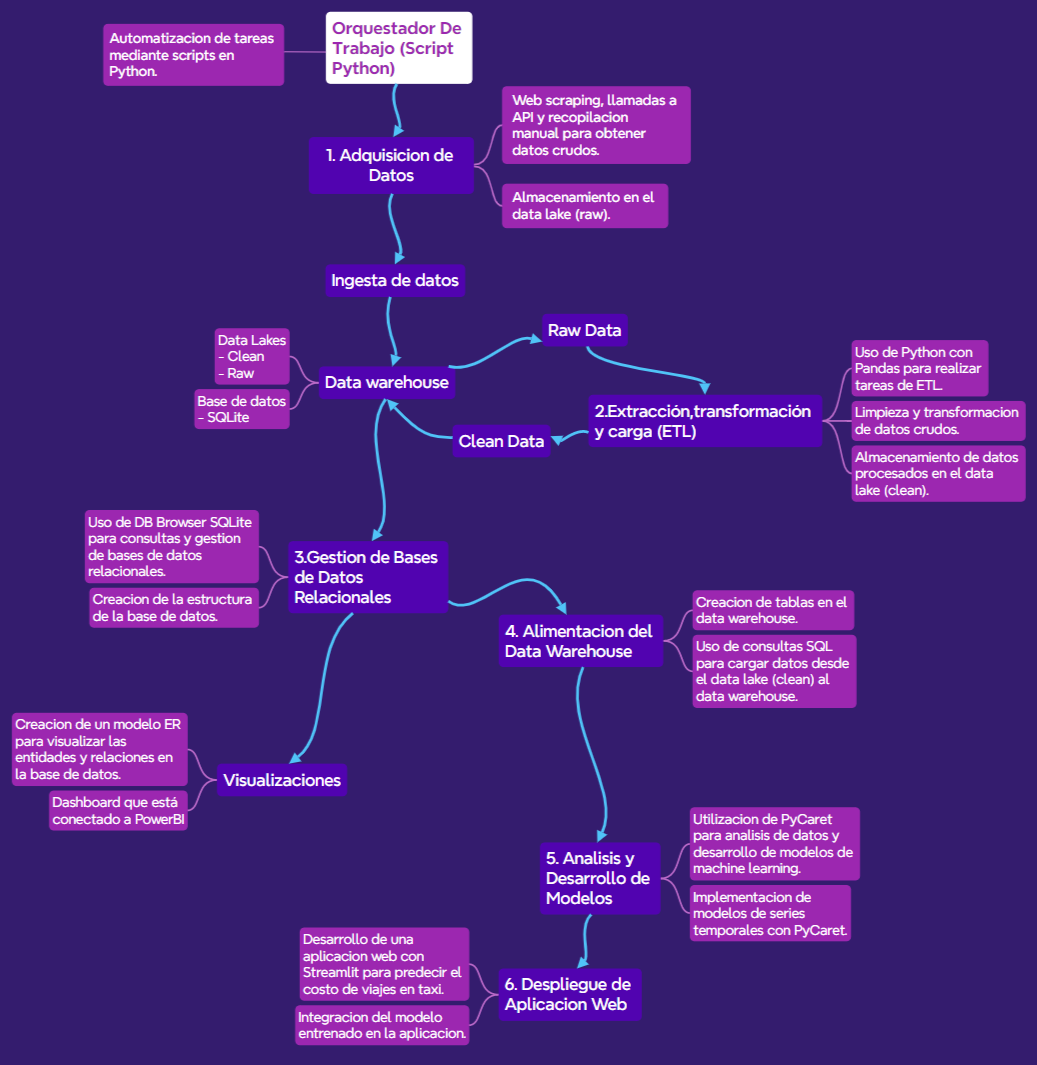 Automatizacion de tareas
mediante scripts en
Python.
Orquestador De
Trabajo (Script
Python)
Web scraping, llamadas a
API y recopilacion
manual para obtener
datos crudos.
1. Adquisicion de
Datos
Almacenamiento en el
data lake (raw).
Ingesta de datos
Raw Data
Data Lakes
- Clean
- Raw
Base de datos
- SQLite
Data warehouse
Clean Data
2.Extracción,transformación
y carga (ETL)
Uso de Python con
Pandas para realizar
tareas de ETL.
Limpieza y transformacion
de datos crudos.
Almacenamiento de datos
procesados en el data
lake (clean).
Uso de DB Browser SQLite
para consultas y gestion
de bases de datos
relacionales.
Creacion de la estructura
de la base de datos.
3.Gestion de Bases
de Datos
Relacionales
4. Alimentacion del
Data Warehouse
Creacion de tablas en el
data warehouse.
Uso de consultas SQL
para cargar datos desde
el data lake (clean) al
data warehouse.
Creacion de un modelo ER
para visualizar las
entidades y relaciones en
la base de datos.
Dashboard que está
conectado a PowerBI
Visualizaciones
5. Analisis y
Desarrollo de
Modelos
Utilizacion de PyCaret
para analisis de datos y
desarrollo de modelos de
machine learning.
Implementacion de
modelos de series
temporales con PyCaret.
Desarrollo de una
aplicacion web con
Streamlit para predecir el
costo de viajes en taxi.
Integracion del modelo
entrenado en la aplicacion.
6. Despliegue de
Aplicacion Web